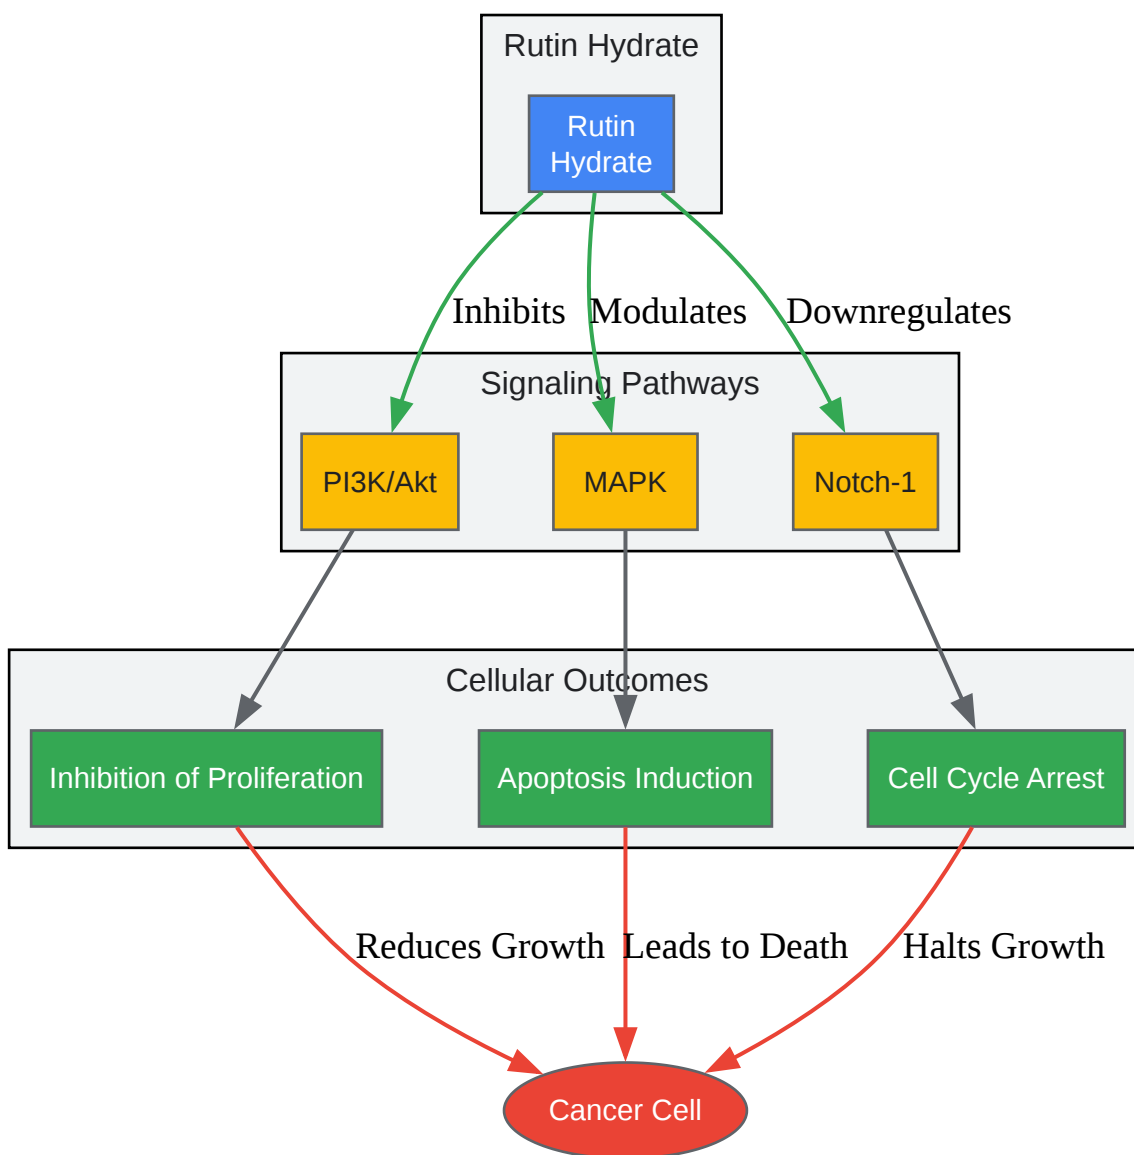 Rutin Hydrate
Rutin
Hydrate
Inhibits
Modulates
Downregulates
Signaling Pathways
PI3K/Akt
MAPK
Notch-1
Cellular Outcomes
Inhibition of Proliferation
Apoptosis Induction
Cell Cycle Arrest
Reduces Growth
Leads to Death
Halts Growth
Cancer Cell